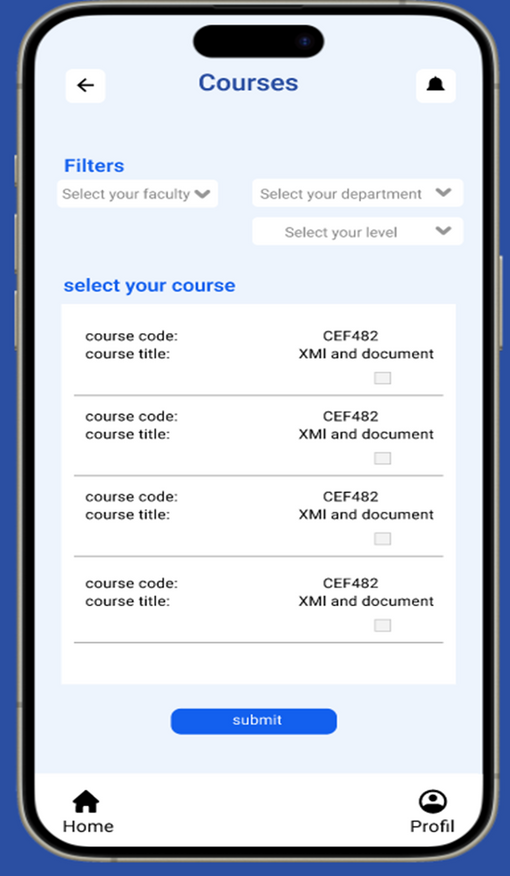 Courses
Filters
Select your faculty
Select your department
Select your level
select your course
course code: CEF482
course title: XMl and document
course code: CEF482
course title: XMl and document
course code: CEF482
course title: XMl and document
course code: CEF482
course title: XMl and document
submit
Home
Profil